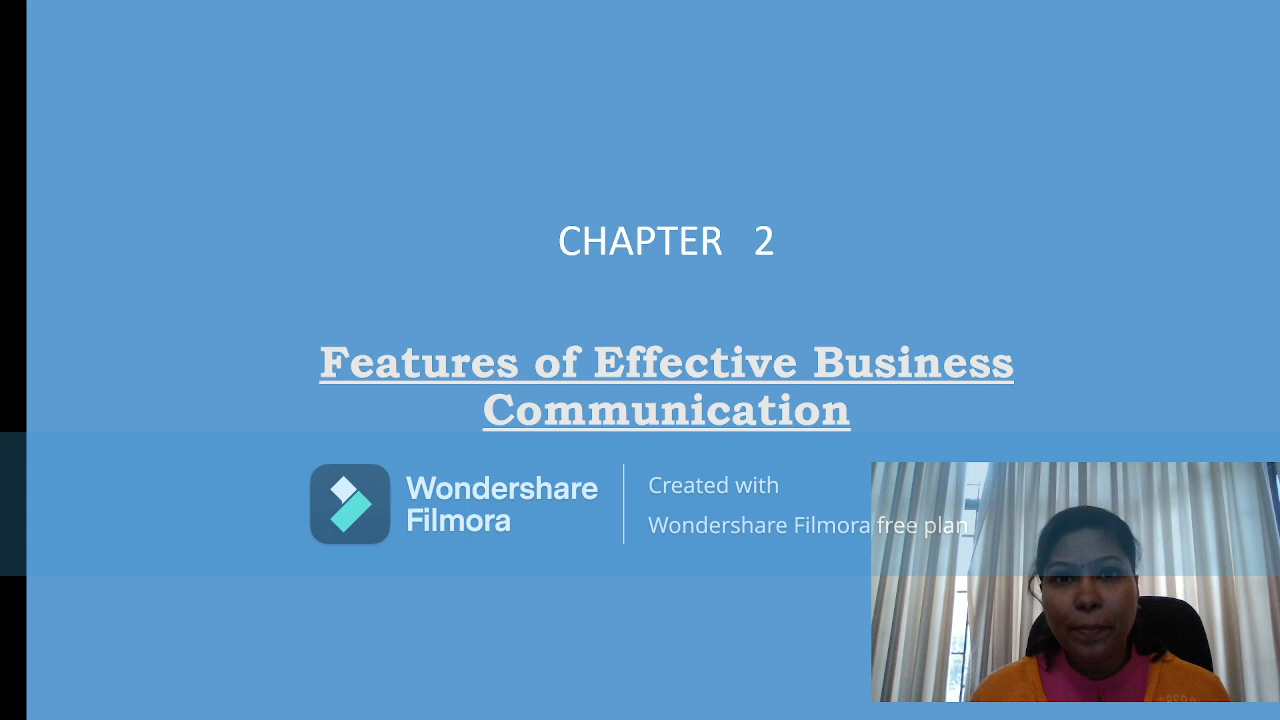 CHAPTER 2
Features of Effective Business
Communication
Wondershare
Filmora
Created with
Wondershare Filmora free plan